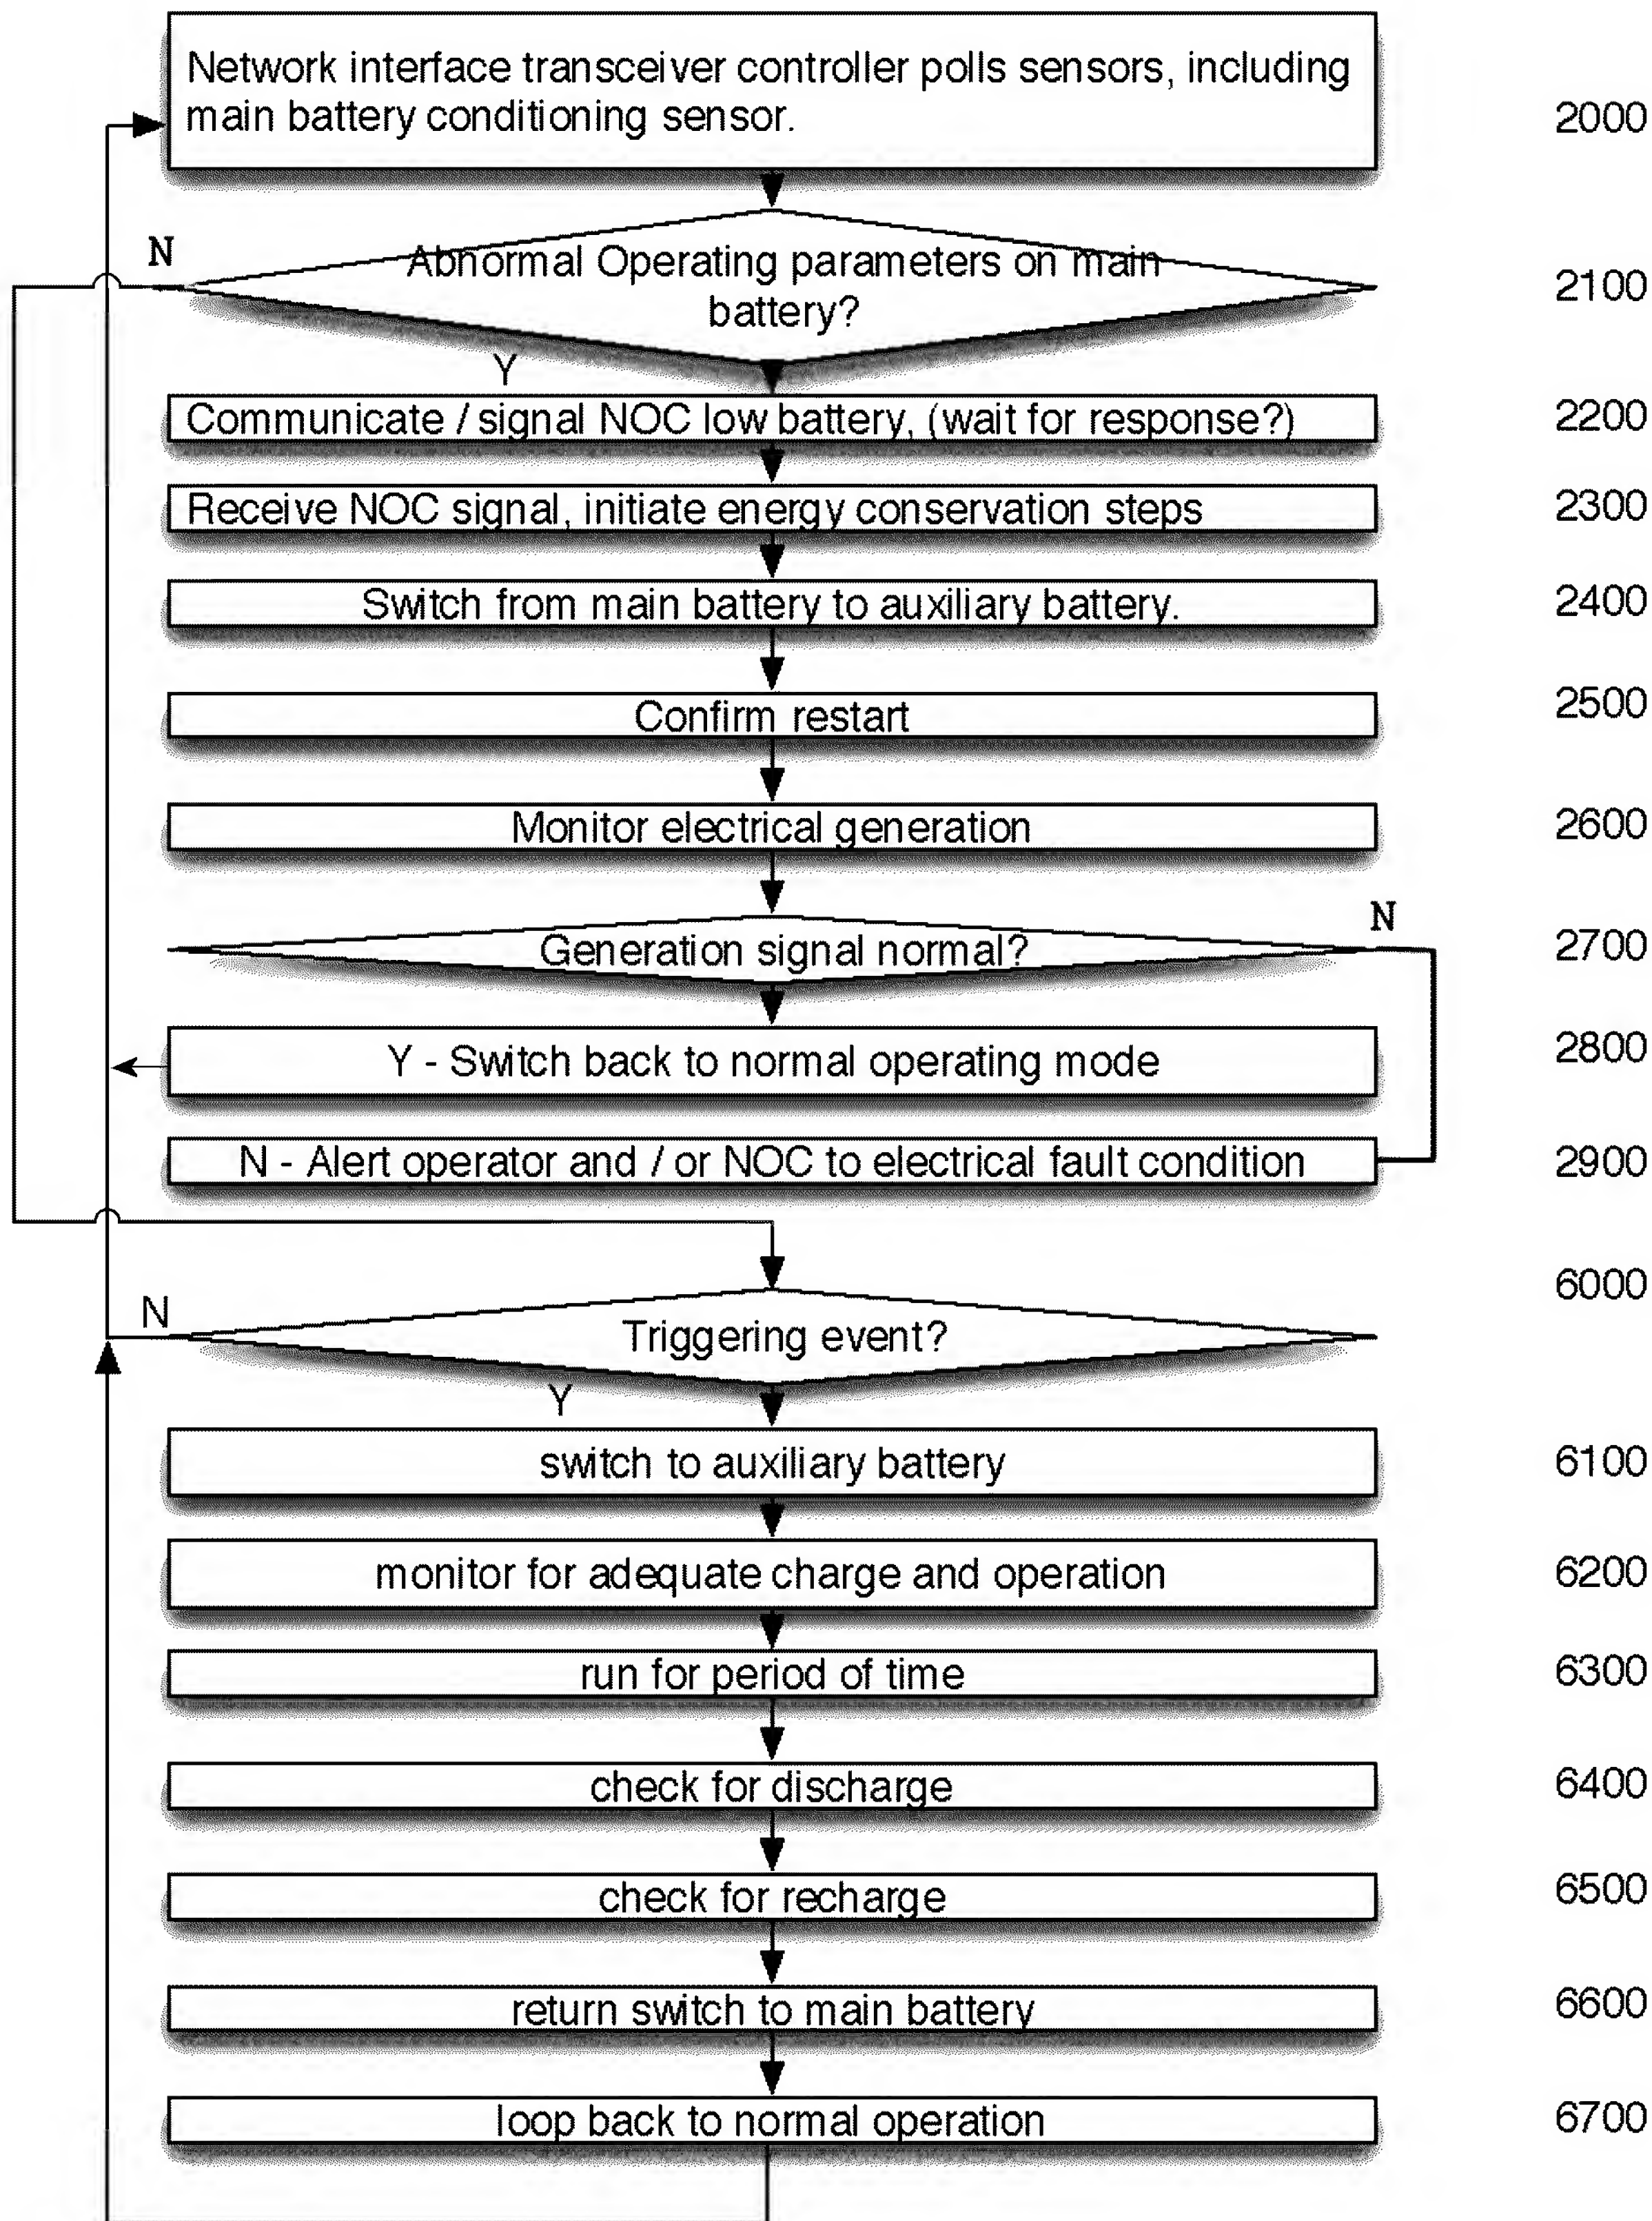 Network interface transceiver controller polls sensors, including
main battery conditioning sensor.
2000
N
Abnormal Operating parameters on main
battery?
2100
Y
Communicate / signal NOC low battery, (wait for response?)
2200
Receive NOC signal, initiate energy conservation steps
2300
Switch from main battery to auxiliary battery.
2400
Confirm restart
2500
Monitor electrical generation
2600
N
Generation signal normal?
2700
Y - Switch back to normal operating mode
2800
N - Alert operator and / or NOC to electrical fault condition
2900
6000
N
Triggering event?
Y
switch to auxiliary battery
6100
monitor for adequate charge and operation
6200
run for period of time
6300
check for discharge
6400
check for recharge
6500
return switch to main battery
6600
loop back to normal operation
6700